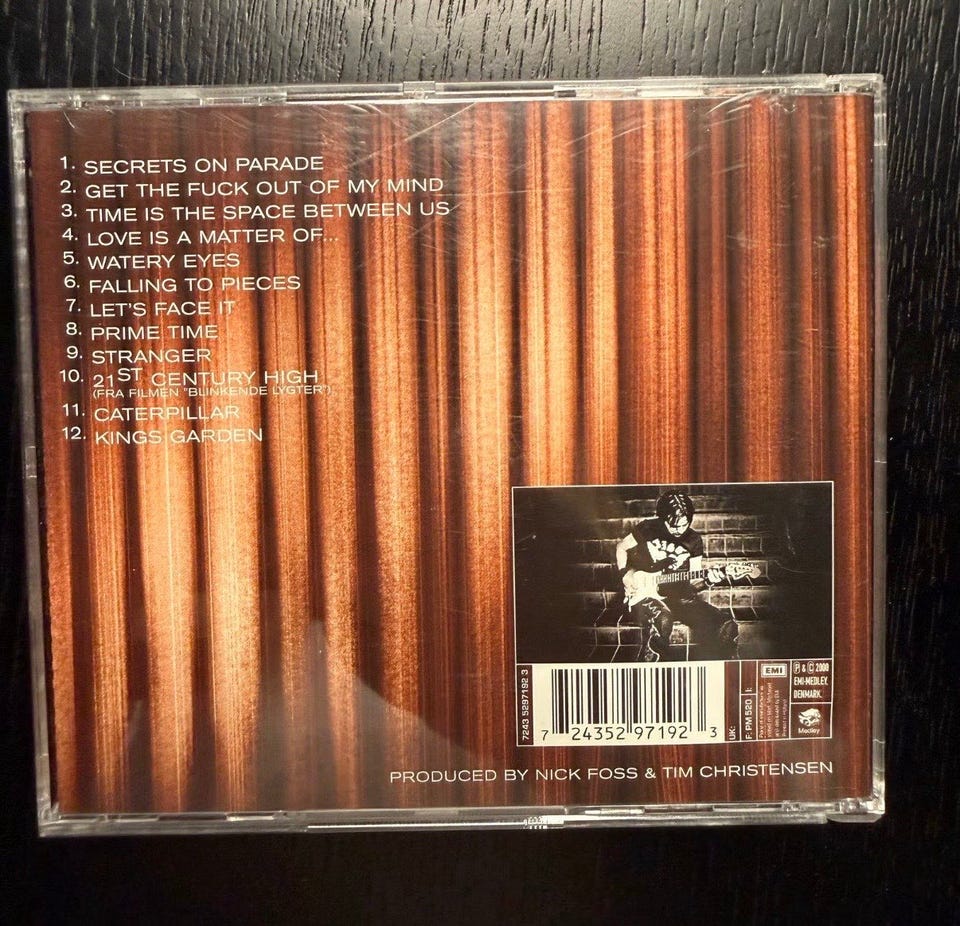 1. SECRETS ON PARADE
2. GET THE FUCK OUT OF MY MIND
3. TIME IS THE SPACE BETWEEN US
4. LOVE IS A MATTER OF...
5. WATERY EYES
6. FALLING TO PIECES
7. LET'S FACE IT
8. PRIME TIME
9. STRANGER
10. 21ST CENTURY HIGH
(FRA FILMEN "BLINKENDE LYGTER")
11. CATERPILLAR
12. KINGS GARDEN
7243 5297192 3
7 24352 97192 3
UK:
F: PM 520
I:
EMI
℗ & © 2000
EMI-MEDLEY,
DENMARK.
Medley
PRODUCED BY NICK FOSS & TIM CHRISTENSEN